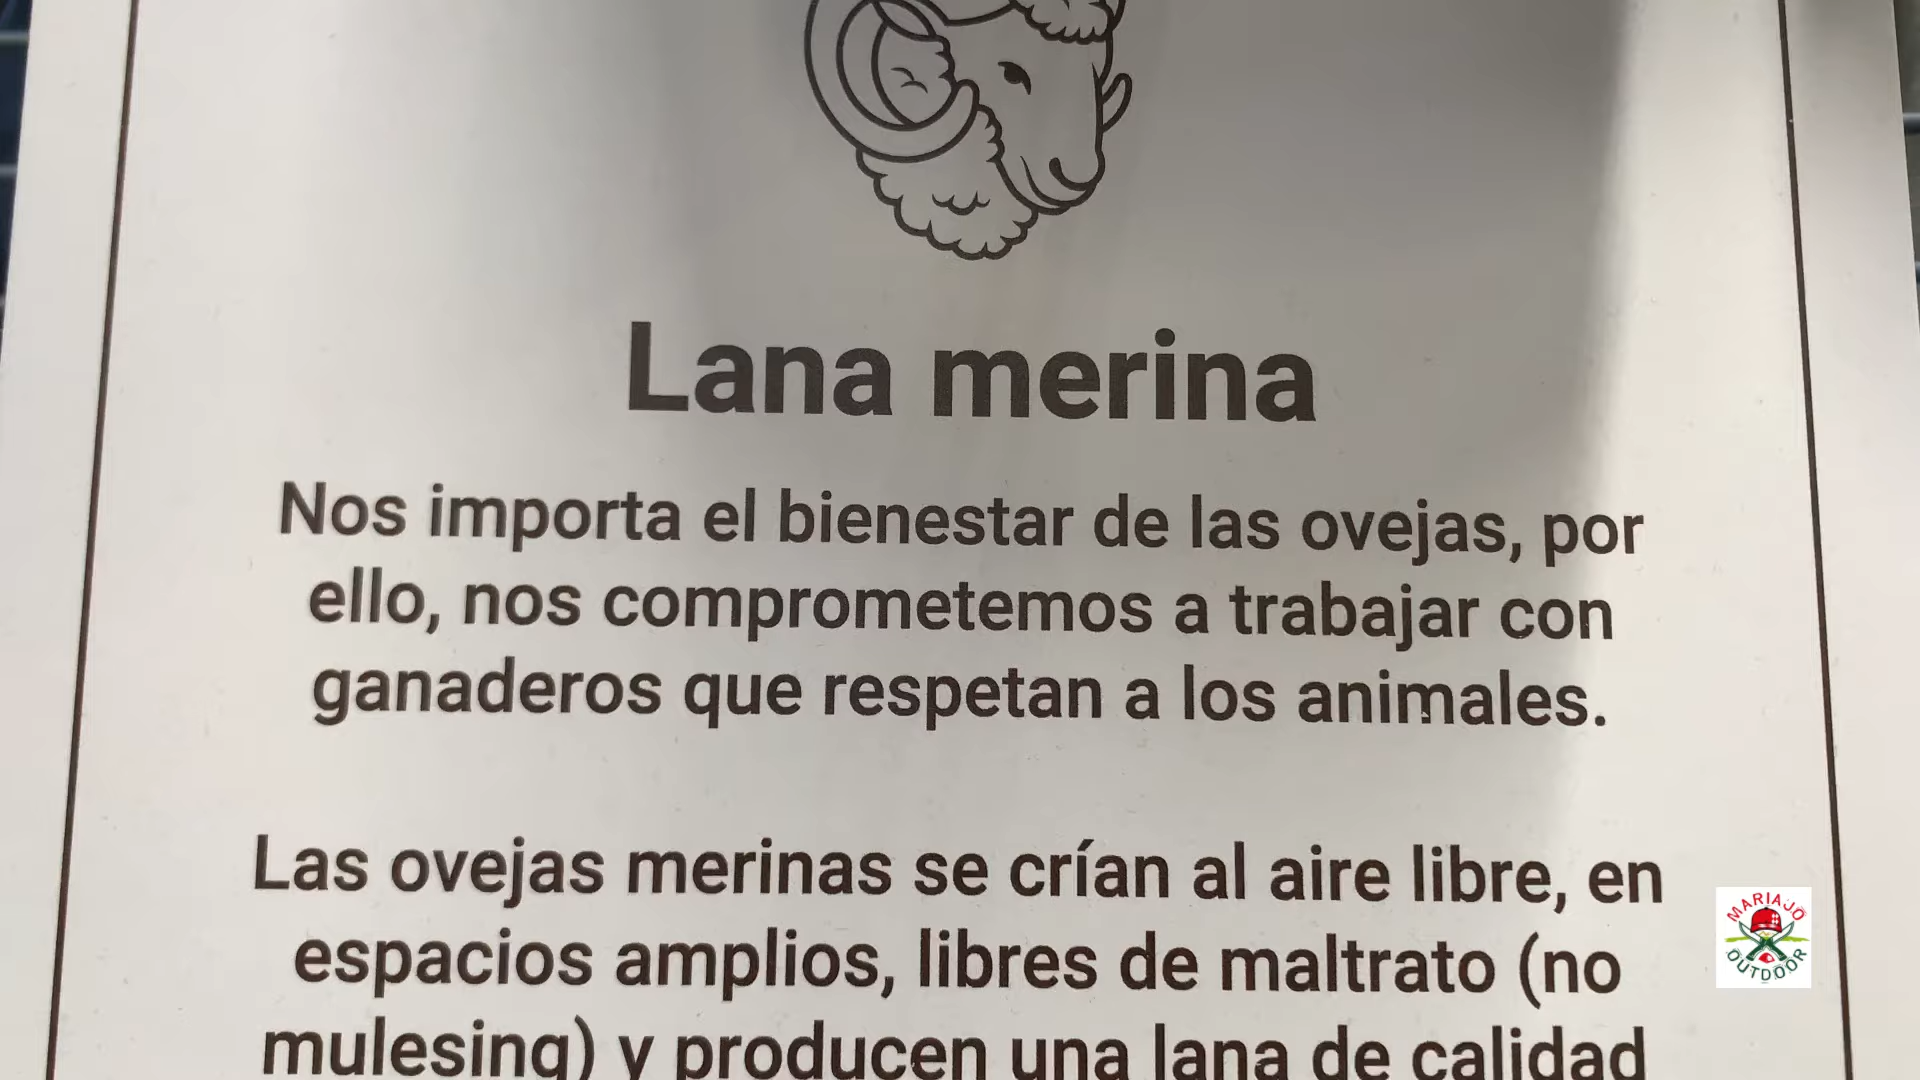 Lana merina
Nos importa el bienestar de las ovejas, por
ello, nos comprometemos a trabajar con
ganaderos que respetan a los animales.
Las ovejas merinas se crían al aire libre, en
espacios amplios, libres de maltrato (no
mulesing) y producen una lana de calidad
MARIAJO
OUTDOOR